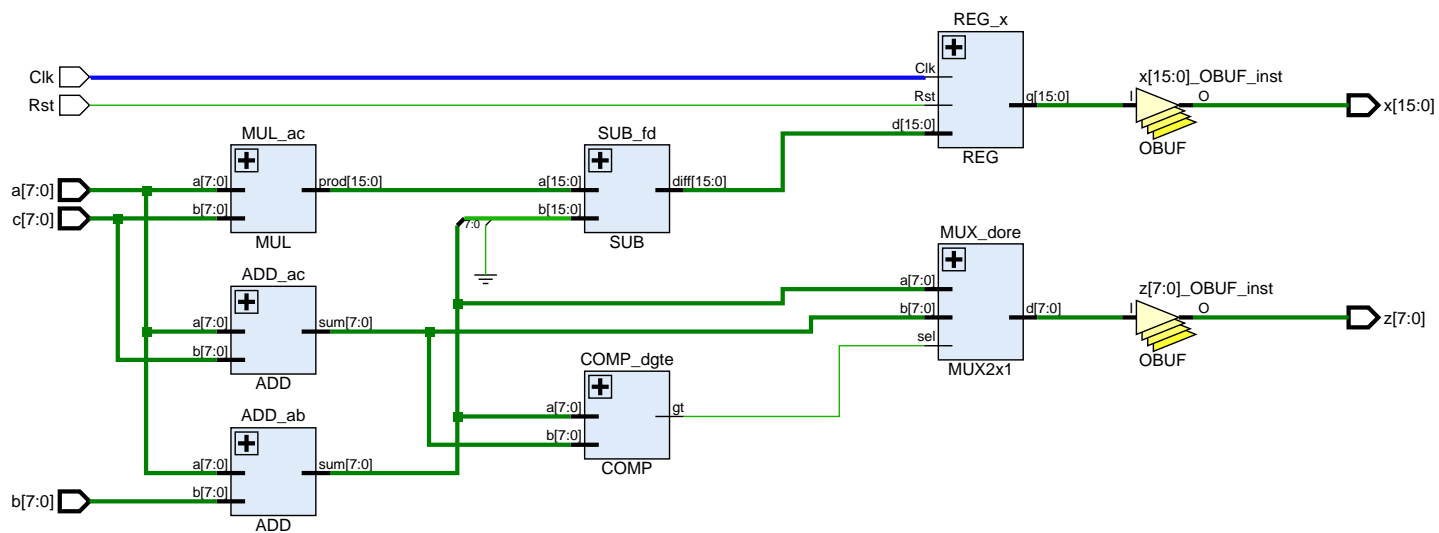 REG_x
Clk
Clk
x[15:0]_OBUF_inst
Rst
Rst
q[15:0]
I
O
x[15:0]
d[15:0]
MUL_ac
SUB_fd
REG
OBUF
a[7:0]
a[7:0]
prod[15:0]
a[15:0]
diff[15:0]
c[7:0]
b[7:0]
7:0
b[15:0]
MUL
SUB
MUX_dore
ADD_ac
a[7:0]
z[7:0]_OBUF_inst
a[7:0]
sum[7:0]
b[7:0]
d[7:0]
I
O
z[7:0]
b[7:0]
sel
COMP_dgte
MUX2x1
OBUF
ADD
ADD_ab
a[7:0]
gt
b[7:0]
a[7:0]
sum[7:0]
COMP
b[7:0]
b[7:0]
ADD